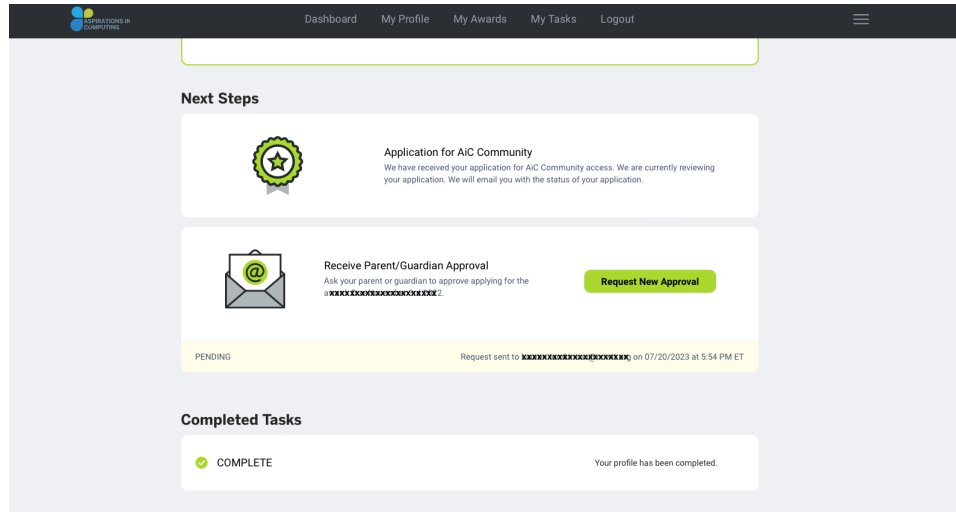 ASPIRATIONS IN
COMPUTING
Dashboard My Profile My Awards My Tasks Logout
Next Steps
Application for AiC Community
We have received your application for AiC Community access. We are currently reviewing
your application. We will email you with the status of your application.
@
Receive Parent/Guardian Approval
Ask your parent or guardian to approve applying for the
Request New Approval
PENDING
Request sent to on 07/20/2023 at 5:54 PM ET
Completed Tasks
COMPLETE
Your profile has been completed.